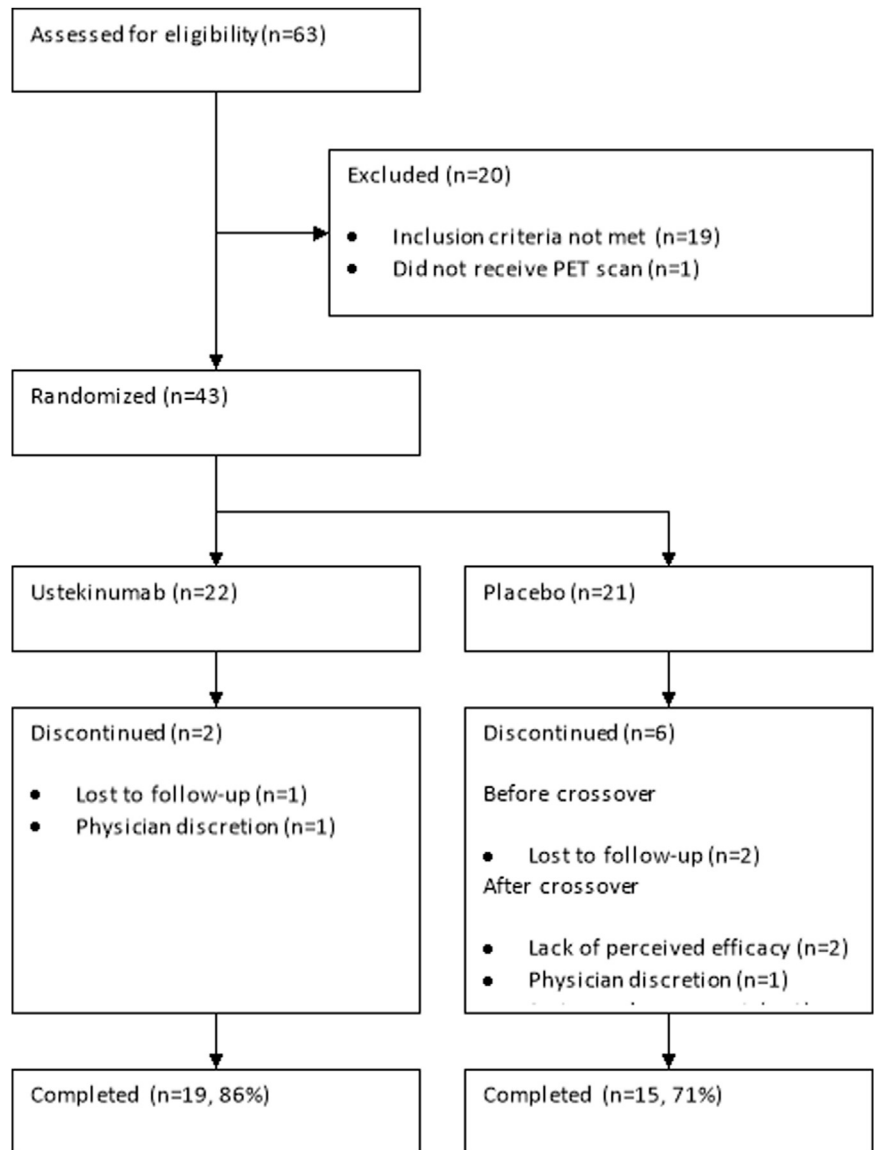 Assessed for eligibility (n=63)
Excluded (n=20)
• Inclusion criteria not met (n=19)
• Did not receive PET scan (n=1)
Randomized (n=43)
Ustekinumab (n=22)
Placebo (n=21)
Discontinued (n=2)
• Lost to follow-up (n=1)
• Physician discretion (n=1)
Discontinued (n=6)
Before crossover
• Lost to follow-up (n=2)
After crossover
• Lack of perceived efficacy (n=2)
• Physician discretion (n=1)
Completed (n=19, 86%)
Completed (n=15, 71%)